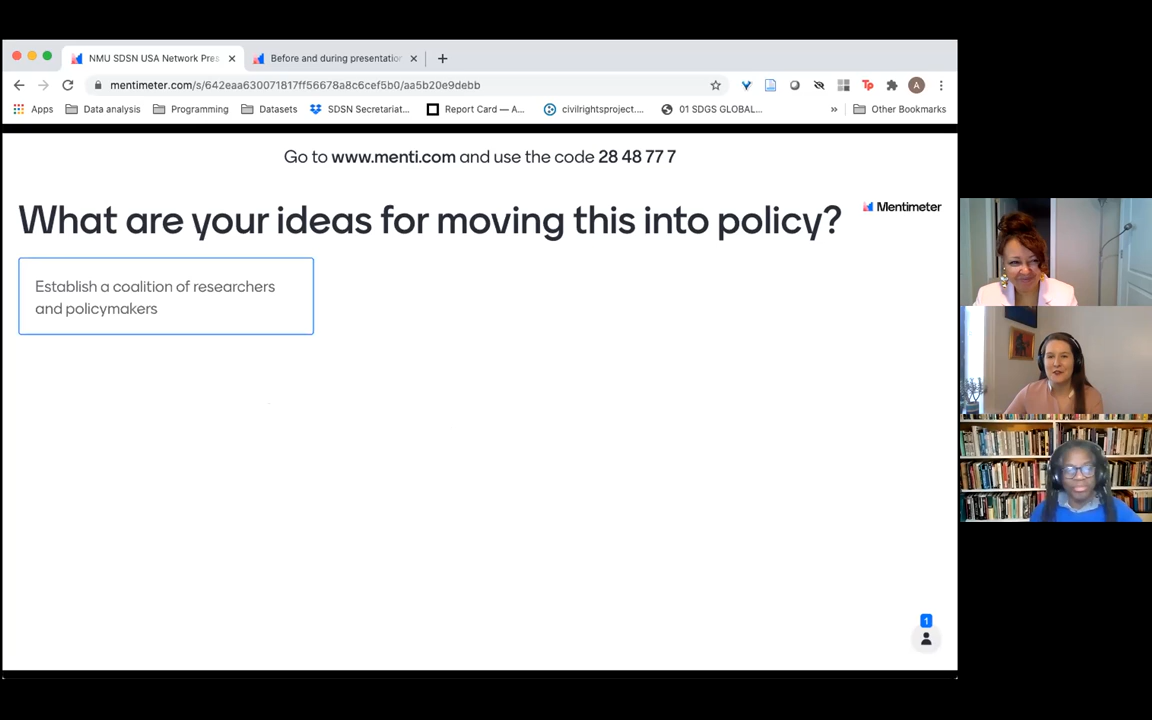 NMU SDSN USA Network Pres
Before and during presentation
mentimeter.com/s/642eaa630071817ff56678a8c6cef5b0/aa5b20e9debb
A
Apps
Data analysis
Programming
Datasets
SDSN Secretariat...
Report Card — A...
civilrightsproject....
01 SDGS GLOBAL...
»
Other Bookmarks
Go to www.menti.com and use the code 28 48 77 7
What are your ideas for moving this into policy?
Mentimeter
Establish a coalition of researchers
and policymakers
1